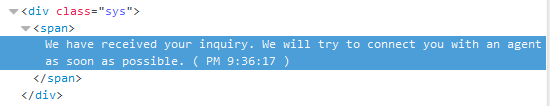 <div class="sys">
<span>
We have received your inquiry. We will try to connect you with an agent
as soon as possible. ( PM 9:36:17 )
</span>
</div>